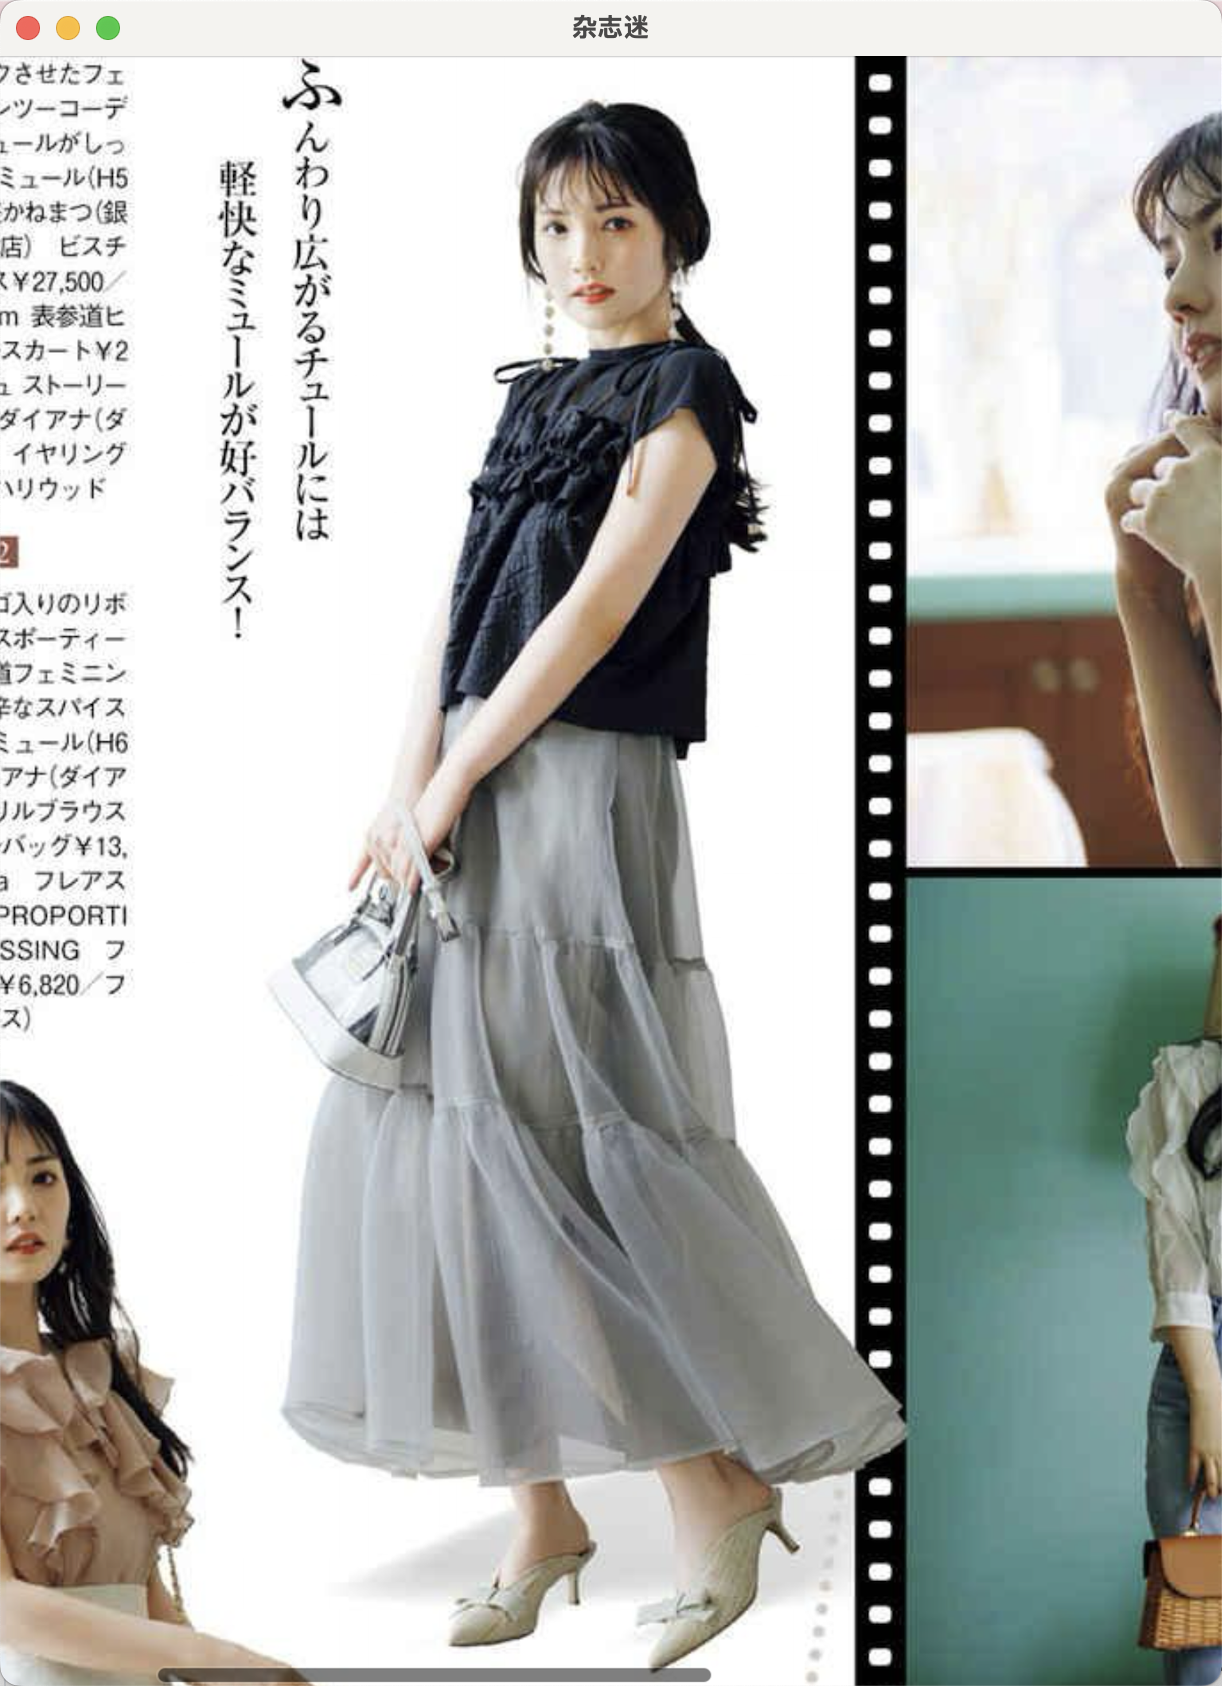 杂志迷
クさせたフェ
ツーコーデ
ュールがしっ
ミュール(H5
かねまつ(銀
店) ビスチ
ス¥27,500/
m 表参道ヒ
スカート¥2
ュ ストーリー
ダイアナ(ダ
イヤリング
ハリウッド
2
ゴ入りのリボ
スポーティー
道フェミニン
辛なスパイス
ミュール(H6
アナ(ダイア
リルブラウス
バッグ¥13,
a フレアス
PROPORTI
SSING フ
¥6,820/フ
ス)
ふんわり広がるチュールには
軽快なミュールが好バランス!